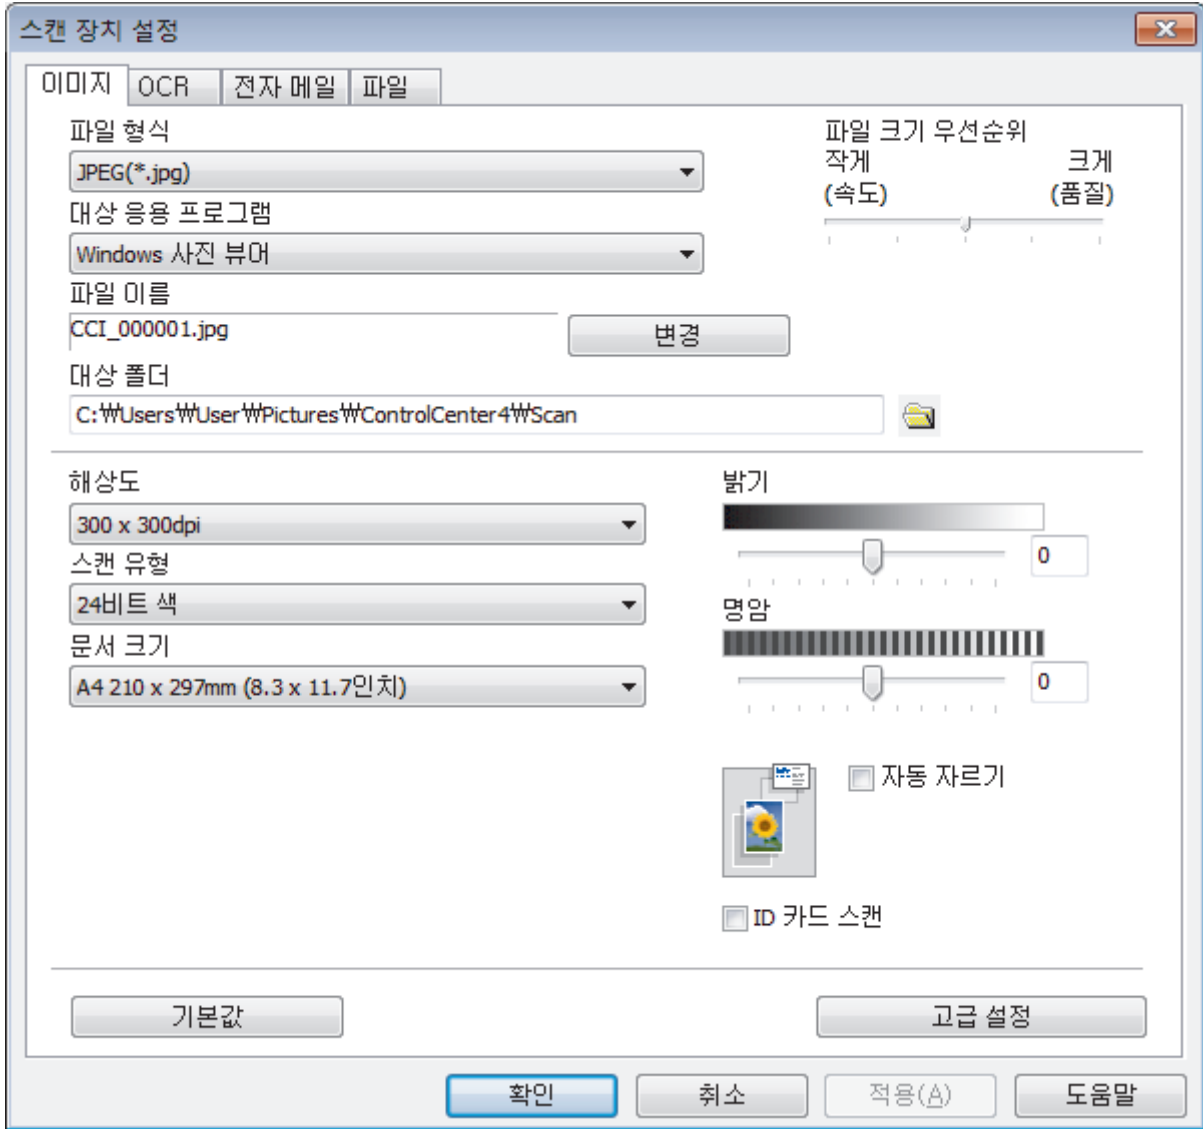 스캔 장치 설정
이미지 OCR 전자 메일 파일
파일 형식
JPEG(*.jpg)
대상 응용 프로그램
Windows 사진 뷰어
파일 이름
CCI_000001.jpg
변경
대상 폴더
C:₩Users₩User₩Pictures₩ControlCenter4₩Scan
파일 크기 우선순위
작게 크게
(속도) (품질)
해상도
300 x 300dpi
스캔 유형
24비트 색
문서 크기
A4 210 x 297mm (8.3 x 11.7인치)
밝기
0
명암
0
자동 자르기
ID 카드 스캔
기본값
고급 설정
확인 취소 적용(A) 도움말